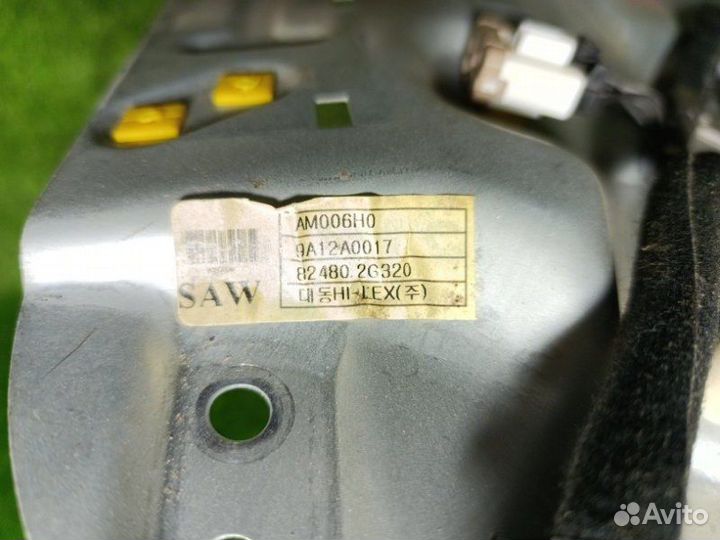 AM006H0
9A12A0017
82480.2G320
SAW
대동HI-LEX(주)
Avito